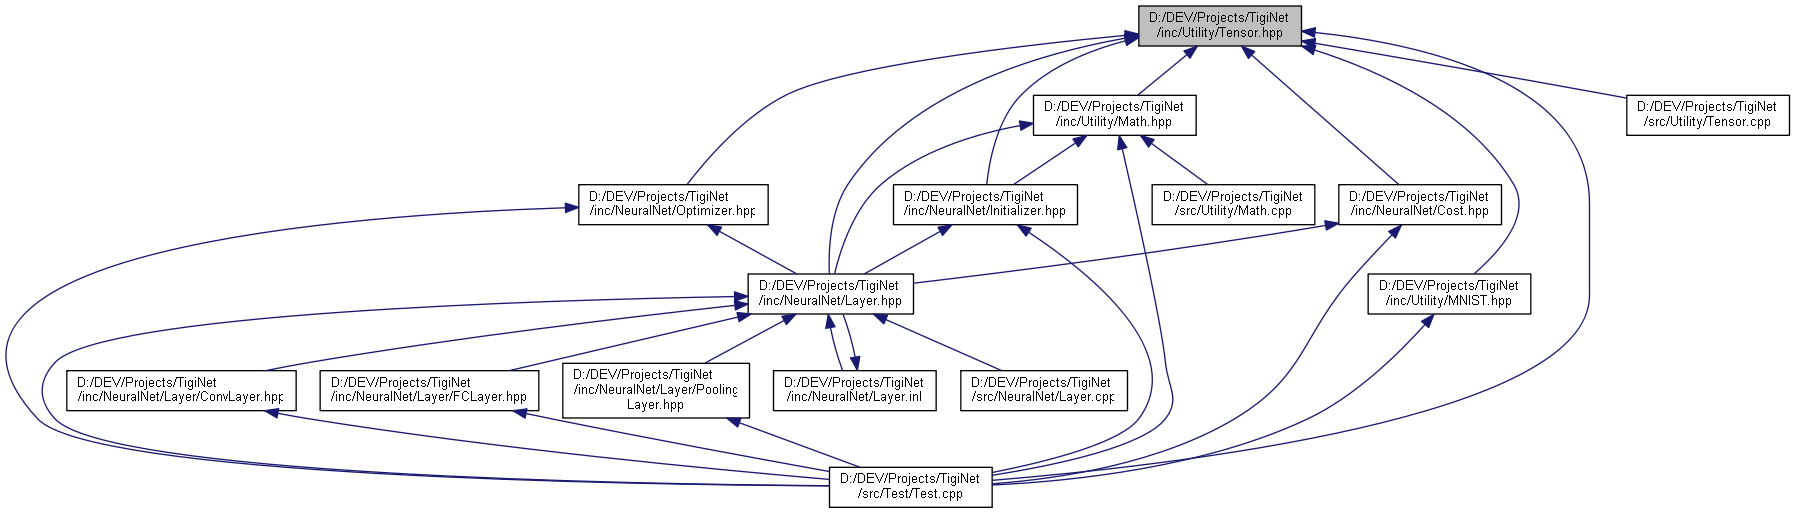 D:/DEV/Projects/TigiNet
/inc/Utility/Tensor.hpp
D:/DEV/Projects/TigiNet
/inc/Utility/Math.hpp
D:/DEV/Projects/TigiNet
/src/Utility/Tensor.cpp
D:/DEV/Projects/TigiNet
/inc/NeuralNet/Optimizer.hpp
D:/DEV/Projects/TigiNet
/inc/NeuralNet/Initializer.hpp
D:/DEV/Projects/TigiNet
/src/Utility/Math.cpp
D:/DEV/Projects/TigiNet
/inc/NeuralNet/Cost.hpp
D:/DEV/Projects/TigiNet
/inc/NeuralNet/Layer.hpp
D:/DEV/Projects/TigiNet
/inc/Utility/MNIST.hpp
D:/DEV/Projects/TigiNet
/inc/NeuralNet/Layer/ConvLayer.hpp
D:/DEV/Projects/TigiNet
/inc/NeuralNet/Layer/FCLayer.hpp
D:/DEV/Projects/TigiNet
/inc/NeuralNet/Layer/Pooling
Layer.hpp
D:/DEV/Projects/TigiNet
/inc/NeuralNet/Layer.inl
D:/DEV/Projects/TigiNet
/src/NeuralNet/Layer.cpp
D:/DEV/Projects/TigiNet
/src/Test/Test.cpp